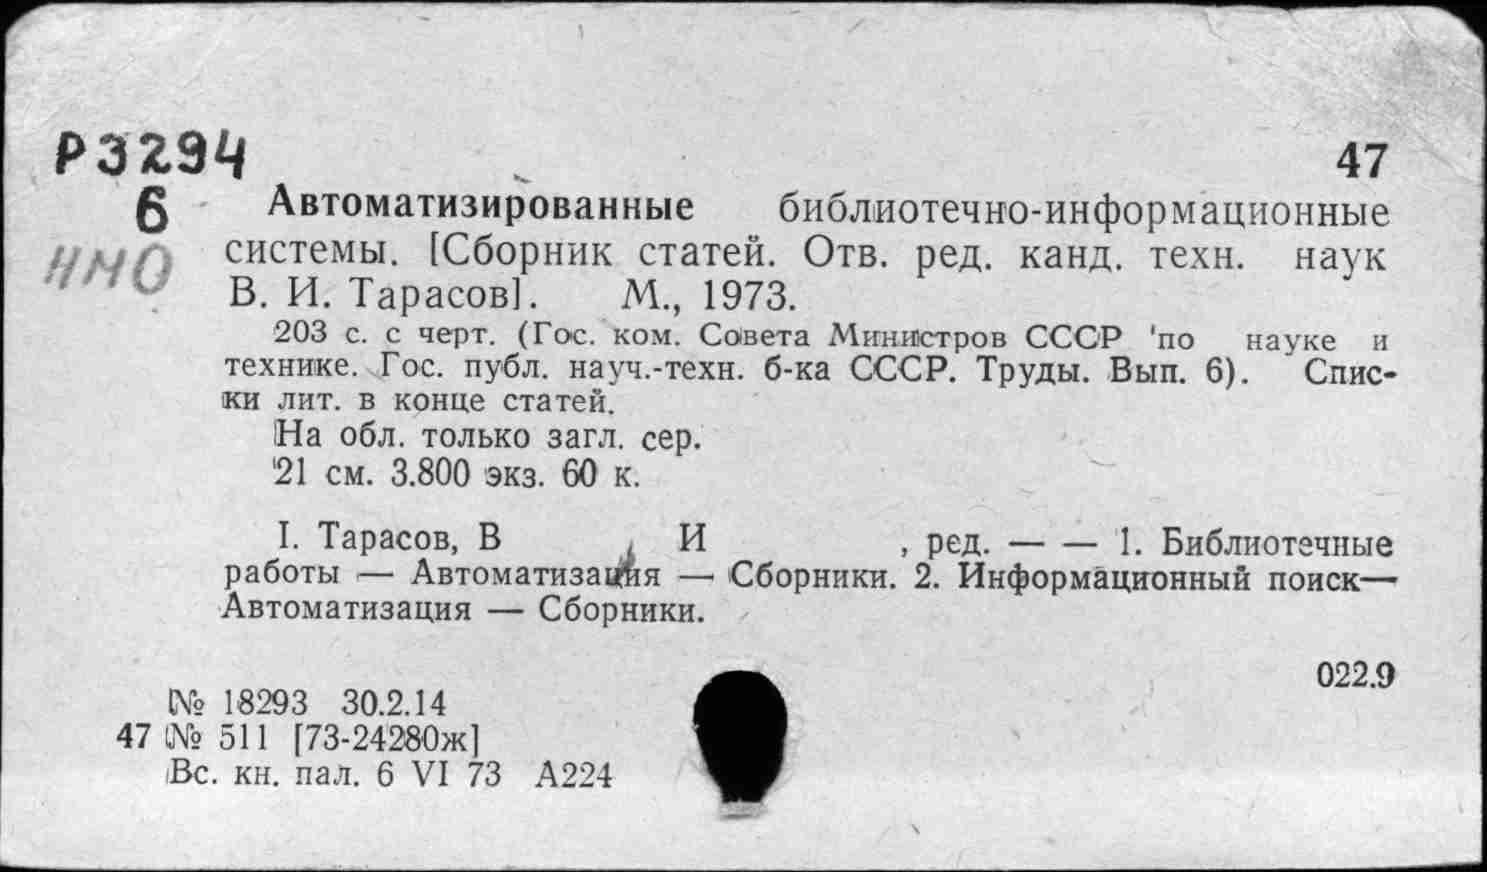 Р3294
47
6
Автоматизированные библиотечно-информационные
НМО
системы. [Сборник статей. Отв. ред. канд. техн. наук
В. И. Тарасов]. М., 1973.
203 с. с черт. (Гос. ком. Совета Министров СССР по науке и
технике. Гос. публ. науч.-техн. б-ка СССР. Труды. Вып. 6). Спис-
ки лит. в конце статей.
На обл. только загл. сер.
21 см. 3.800 экз. 60 к.
I. Тарасов, В И , ред. — — 1. Библиотечные
работы — Автоматизация — Сборники. 2. Информационный поиск—
Автоматизация — Сборники.
022.9
№ 18293 30.2.14
47 № 511 [73-24280ж]
Вс. кн. пал. 6 VI 73 А224